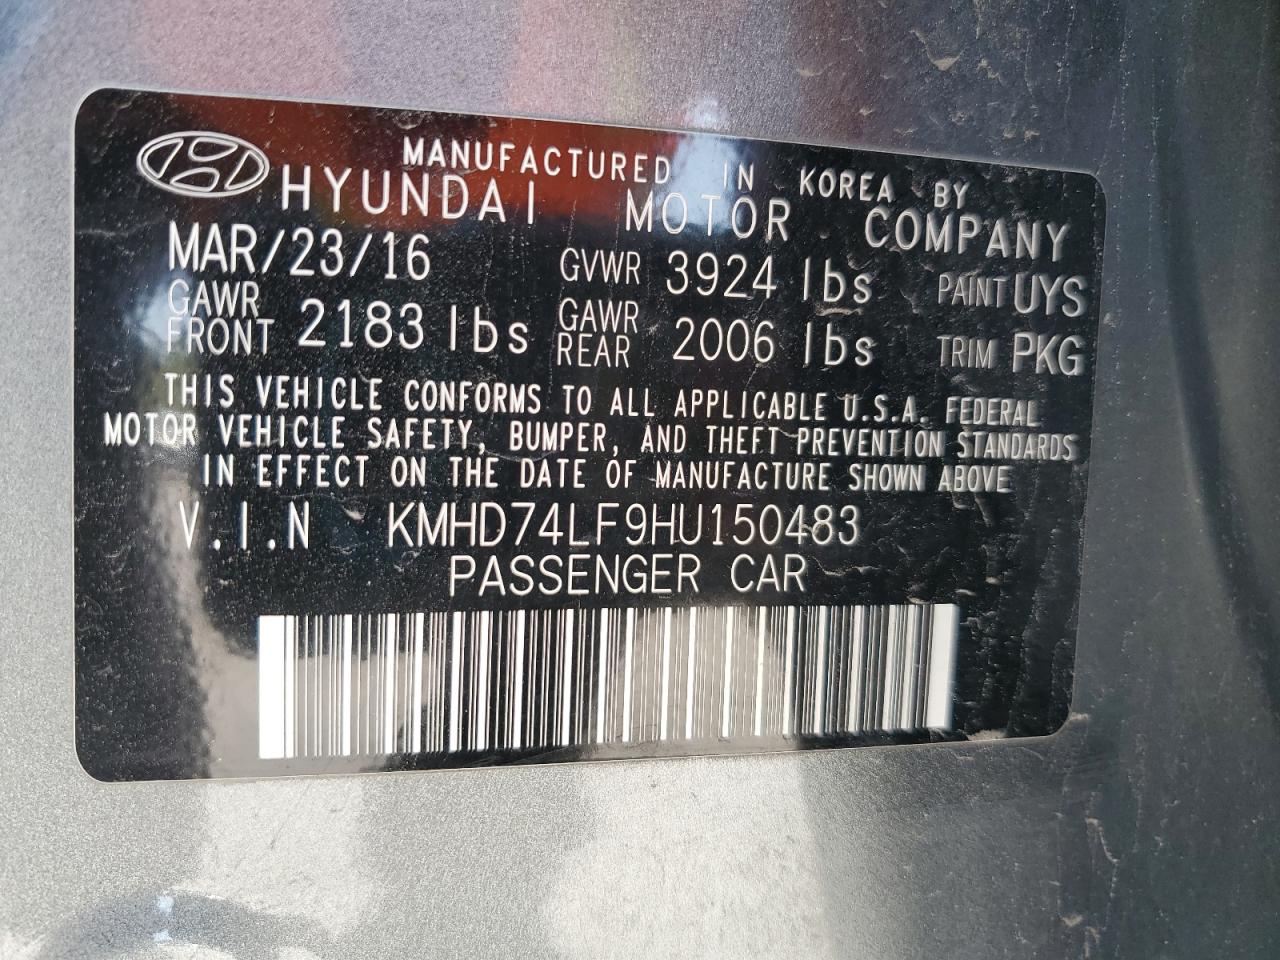 MANUFACTURED IN KOREA BY
HYUNDAI MOTOR COMPANY
MAR/23/16 GVWR 3924 lbs PAINT UYS
GAWR FRONT 2183 lbs GAWR REAR 2006 lbs TRIM PKG
THIS VEHICLE CONFORMS TO ALL APPLICABLE U.S.A. FEDERAL
MOTOR VEHICLE SAFETY, BUMPER, AND THEFT PREVENTION STANDARDS
IN EFFECT ON THE DATE OF MANUFACTURE SHOWN ABOVE
V.I.N KMHD74LF9HU150483
PASSENGER CAR